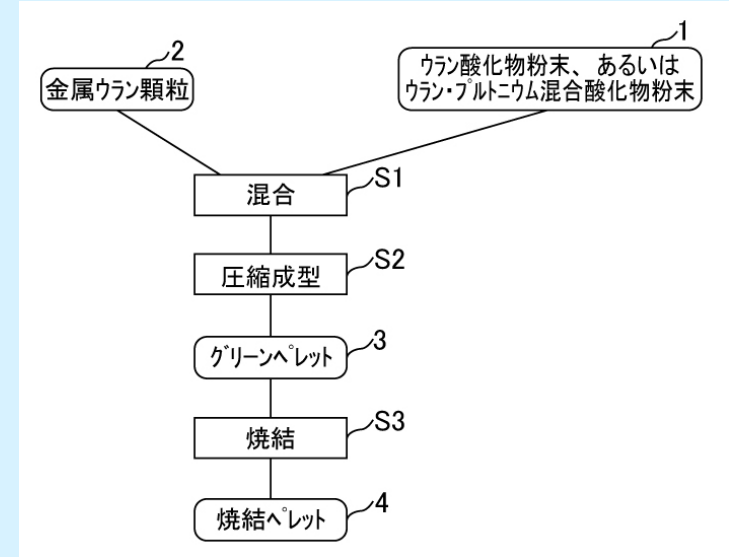 2
金属ウラン顆粒
1
ウラン酸化物粉末、あるいは
ウラン・プルトニウム混合酸化物粉末
混合
S1
圧縮成型
S2
グリーンペレット
3
焼結
S3
焼結ペレット
4